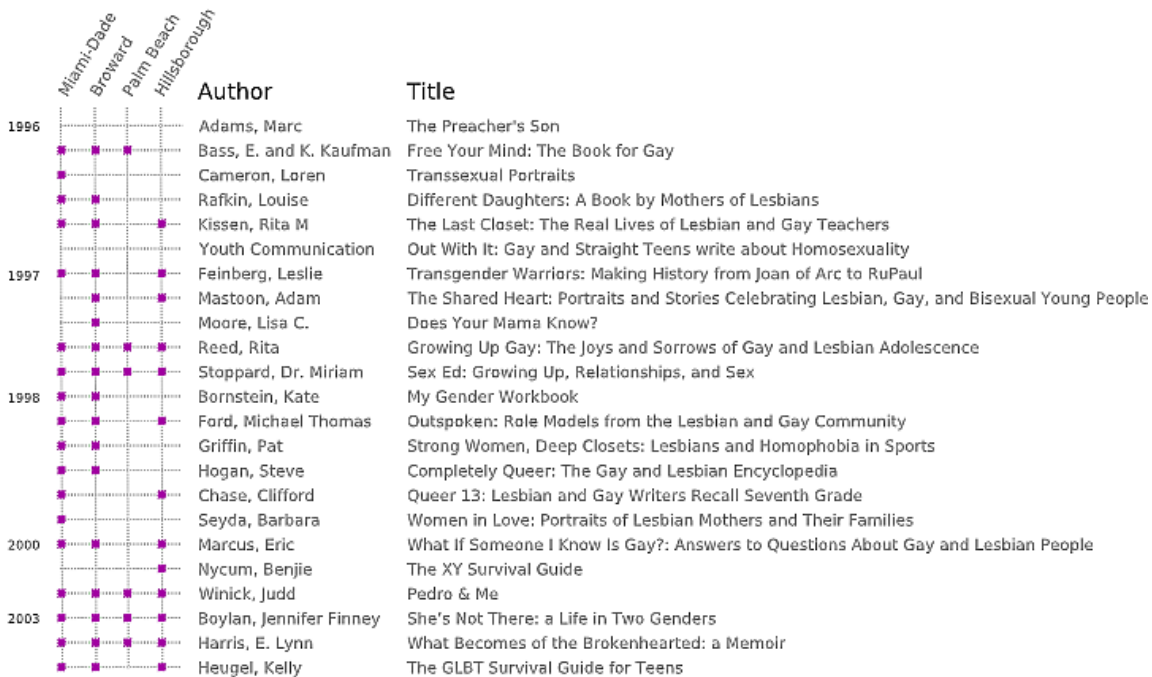 Miami-Dade
Broward
Palm Beach
Hillsborough
Author Title
1996 Adams, Marc The Preacher's Son
Bass, E. and K. Kaufman Free Your Mind: The Book for Gay
Cameron, Loren Transsexual Portraits
Rafkin, Louise Different Daughters: A Book by Mothers of Lesbians
Kissen, Rita M The Last Closet: The Real Lives of Lesbian and Gay Teachers
Youth Communication Out With It: Gay and Straight Teens write about Homosexuality
1997 Feinberg, Leslie Transgender Warriors: Making History from Joan of Arc to RuPaul
Mastoon, Adam The Shared Heart: Portraits and Stories Celebrating Lesbian, Gay, and Bisexual Young People
Moore, Lisa C. Does Your Mama Know?
Reed, Rita Growing Up Gay: The Joys and Sorrows of Gay and Lesbian Adolescence
Stoppard, Dr. Miriam Sex Ed: Growing Up, Relationships, and Sex
1998 Bornstein, Kate My Gender Workbook
Ford, Michael Thomas Outspoken: Role Models from the Lesbian and Gay Community
Griffin, Pat Strong Women, Deep Closets: Lesbians and Homophobia in Sports
Hogan, Steve Completely Queer: The Gay and Lesbian Encyclopedia
Chase, Clifford Queer 13: Lesbian and Gay Writers Recall Seventh Grade
Seyda, Barbara Women in Love: Portraits of Lesbian Mothers and Their Families
2000 Marcus, Eric What If Someone I Know Is Gay?: Answers to Questions About Gay and Lesbian People
Nycum, Benjie The XY Survival Guide
Winick, Judd Pedro & Me
2003 Boylan, Jennifer Finney She’s Not There: a Life in Two Genders
Harris, E. Lynn What Becomes of the Brokenhearted: a Memoir
Heugel, Kelly The GLBT Survival Guide for Teens